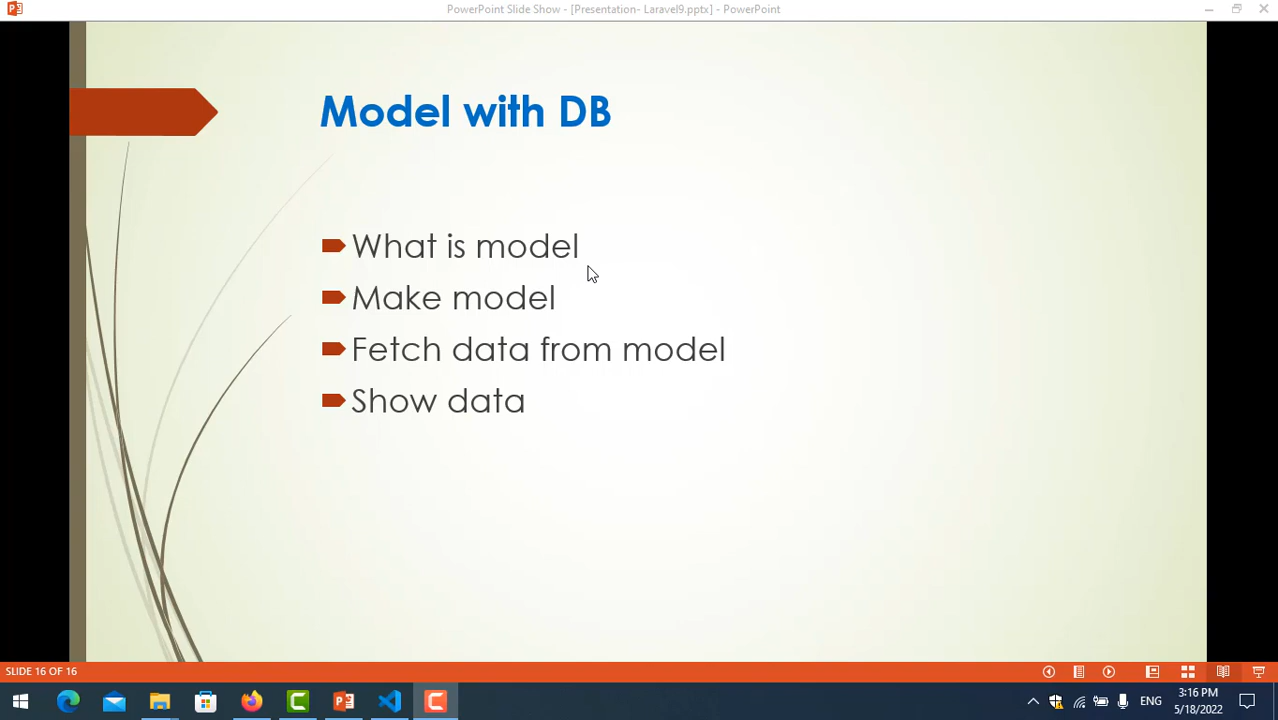 PowerPoint Slide Show - [Presentation- Laravel9.pptx] - PowerPoint
Model with DB
What is model
Make model
Fetch data from model
Show data
SLIDE 16 OF 16
ENG
3:16 PM
5/18/2022